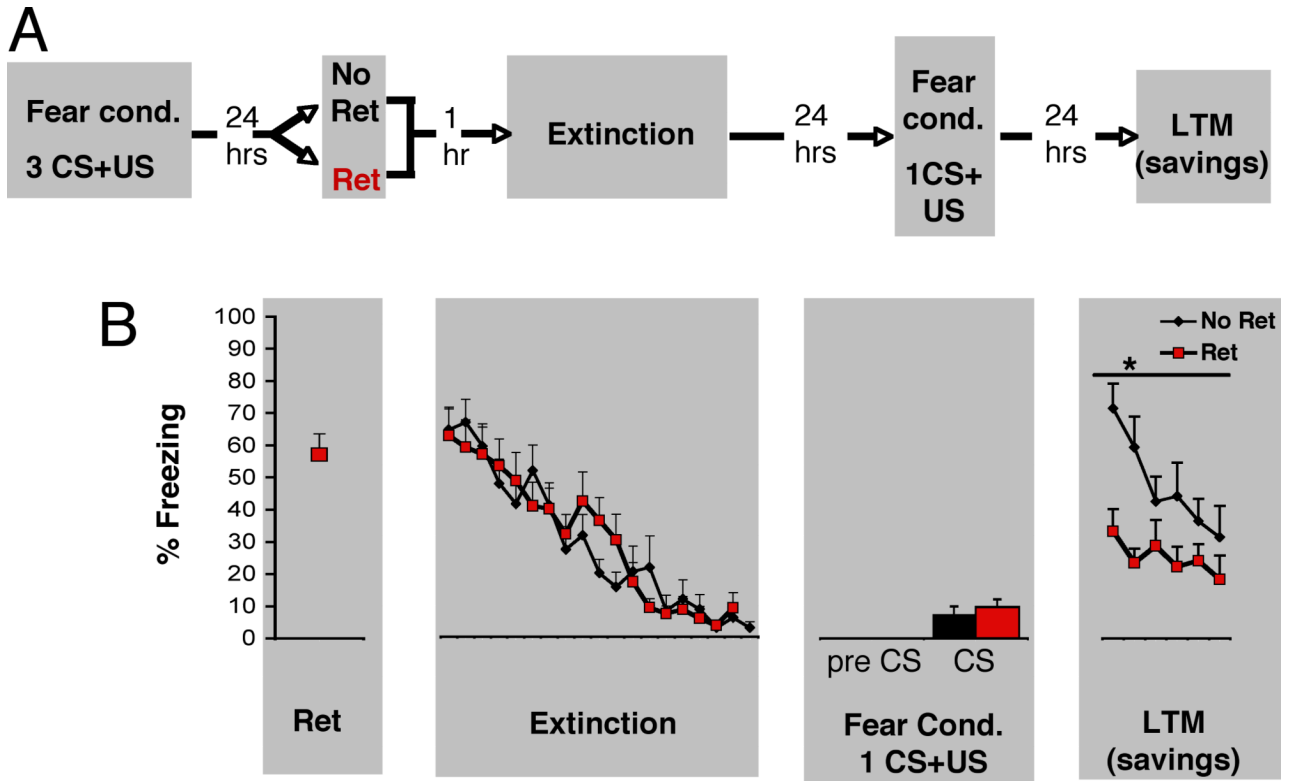 A
Fear cond.
3 CS+US
24
hrs
No
Ret
Ret
1
hr
Extinction
24
hrs
Fear
cond.
1CS+
US
24
hrs
LTM
(savings)
B
% Freezing
100
90
80
70
60
50
40
30
20
10
0
Ret
Extinction
pre CS
CS
Fear Cond.
1 CS+US
No Ret
Ret
*
LTM
(savings)